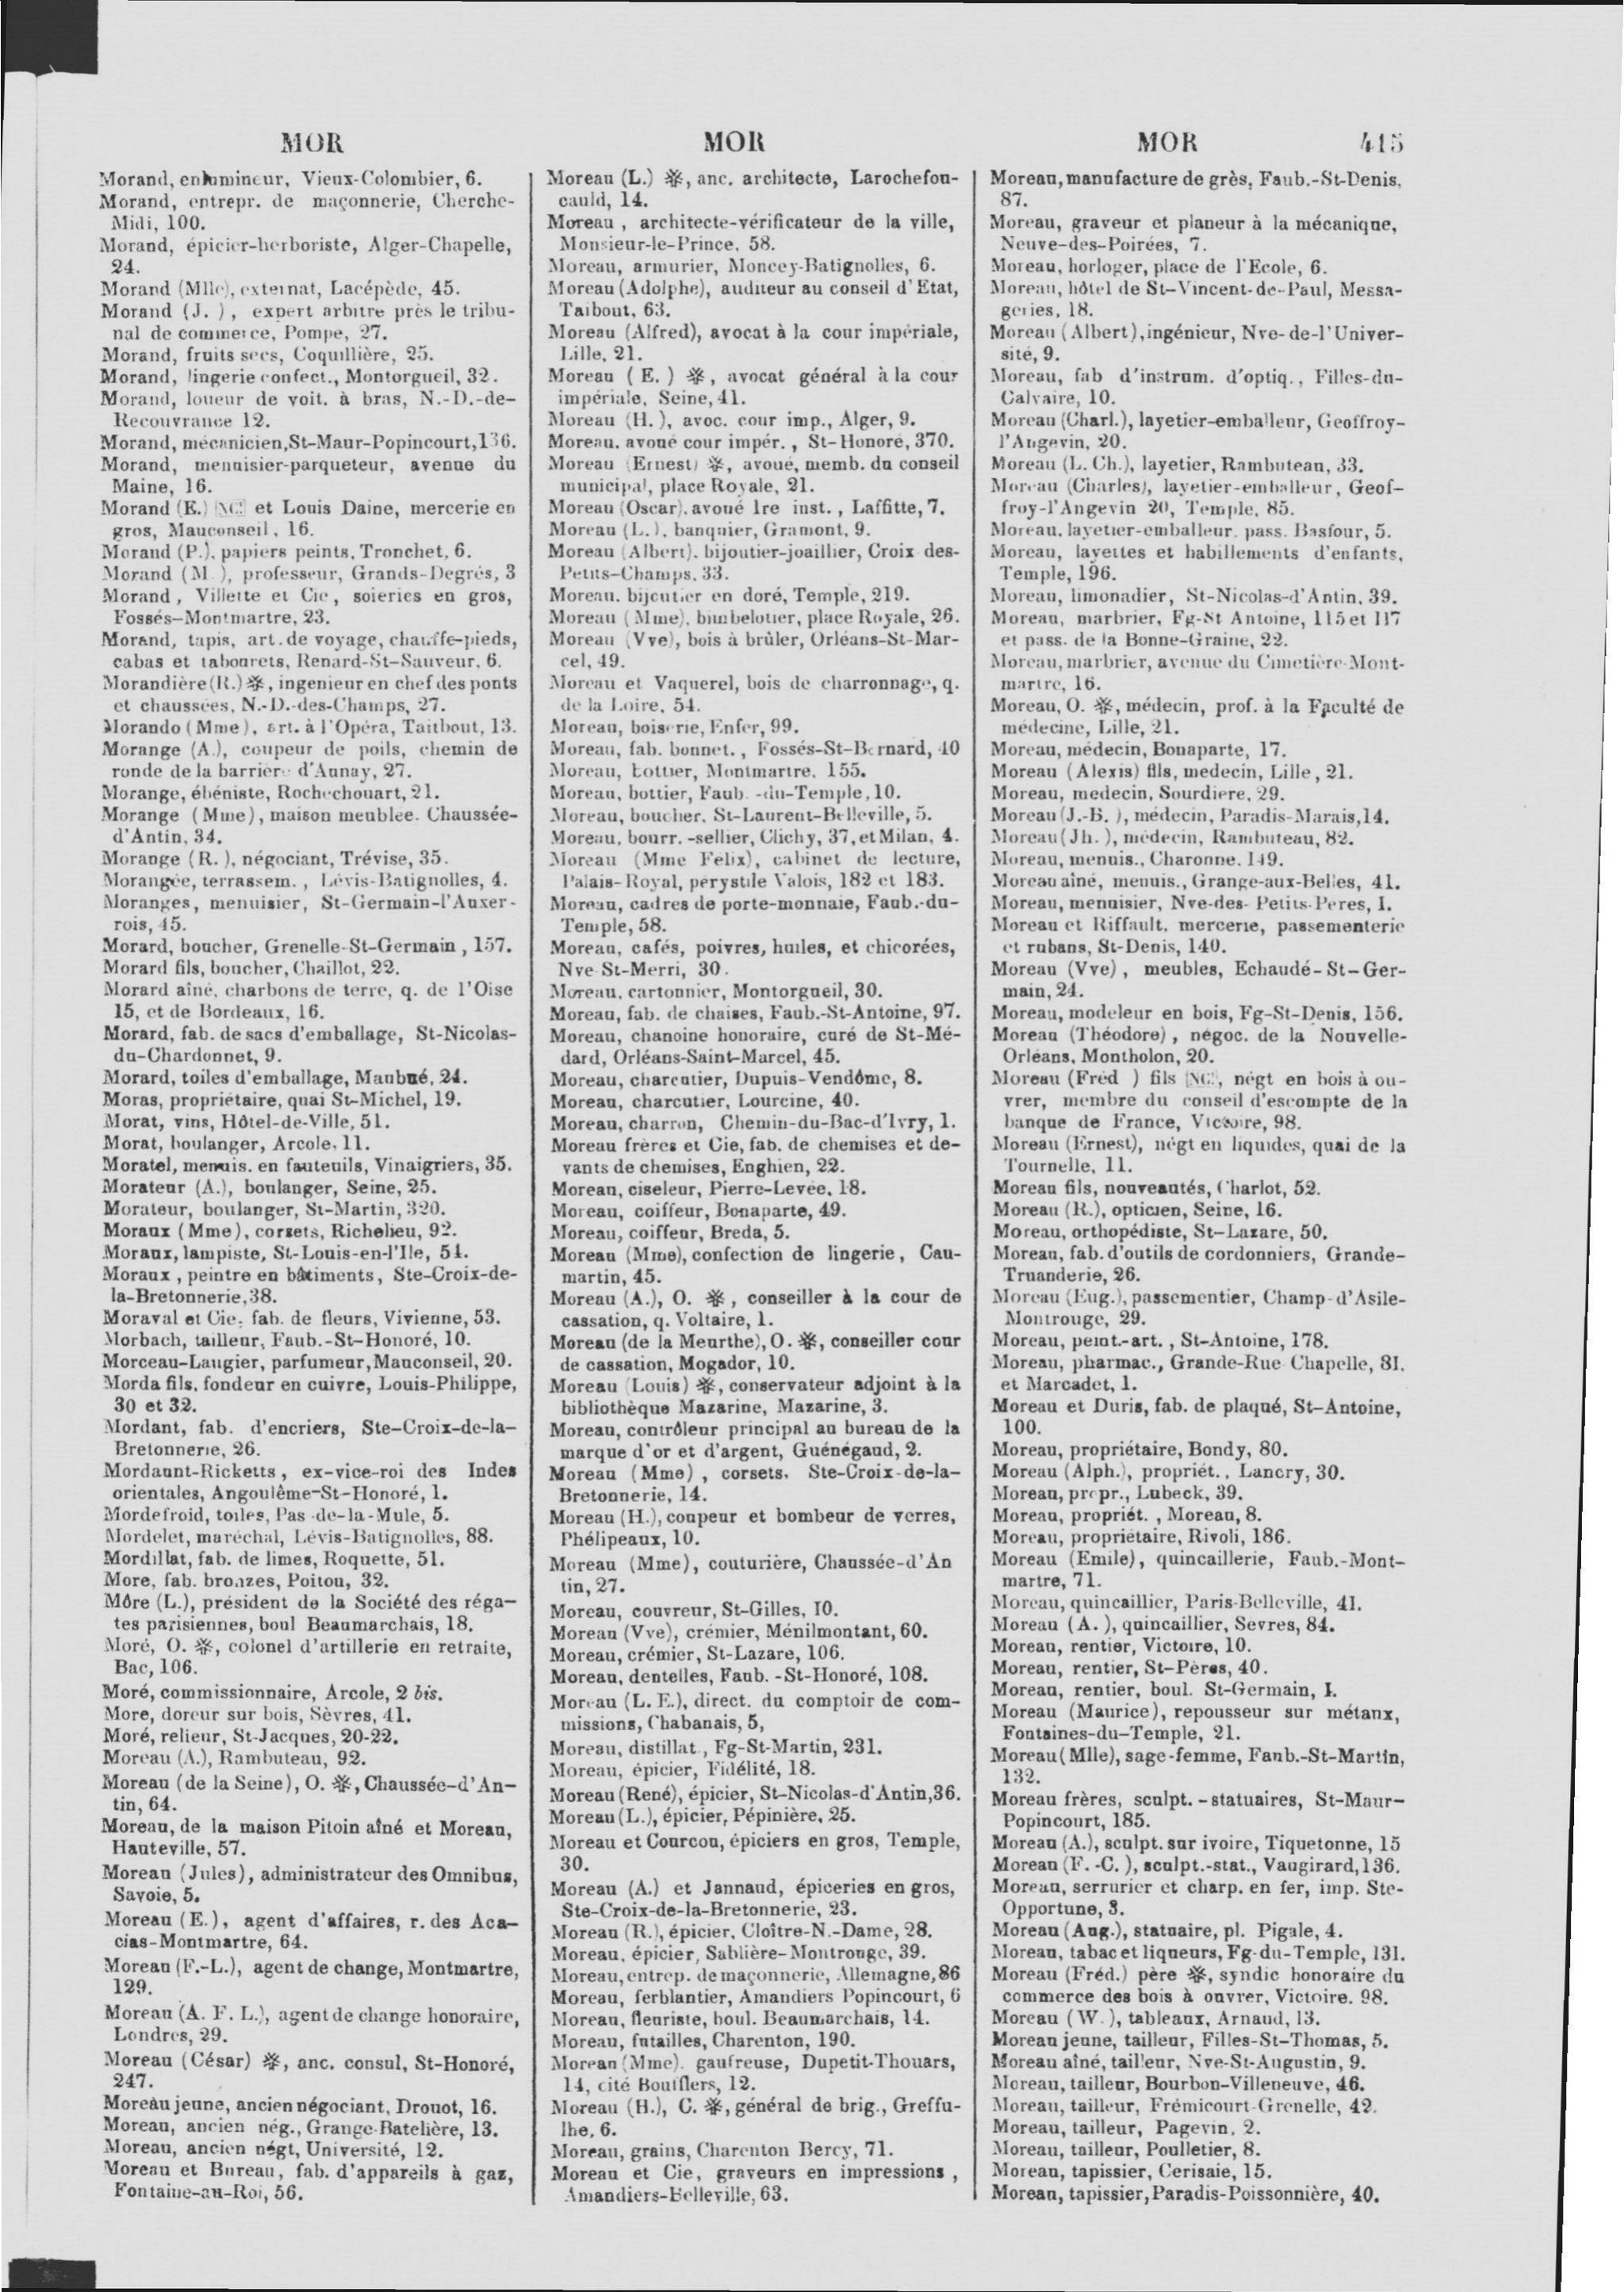 MOR
Morand, enlumineur, Vieux-Colombier, 6.
Morand, entrepr. de maçonnerie, Cherche-
Midi, 100.
Morand, épicier-herboriste, Alger-Chapelle,
24.
Morand (Mlle), externat, Lacépède, 45.
Morand (J. ), expert arbitre près le tribu-
nal de commerce, Pompe, 27.
Morand, fruits secs, Coquillière, 25.
Morand, lingerie confect., Montorgueil, 32.
Morand, loueur de voit. à bras, N.-D.-de-
Recouvrance 12.
Morand, mécanicien, St-Maur-Popincourt, 136.
Morand, menuisier-parqueteur, avenue du
Maine, 16.
Morand (E.) [NC] et Louis Daine, mercerie en
gros, Mauconseil, 16.
Morand (P.), papiers peints, Tronchet, 6.
Morand (M ), professeur, Grands-Degrés, 3
Morand, Villette et Cie, soieries en gros,
Fossés-Montmartre, 23.
Morand, tapis, art. de voyage, chauffe-pieds,
cabas et tabourets, Renard-St-Sauveur, 6.
Morandière (R.) ✻, ingenieur en chef des ponts
et chaussées, N.-D.-des-Champs, 27.
Morando (Mme), art. à l'Opéra, Taitbout, 13.
Morange (A.), coupeur de poils, chemin de
ronde de la barrière d'Aunay, 27.
Morange, ébéniste, Rochechouart, 21.
Morange (Mme), maison meublee. Chaussée-
d'Antin, 34.
Morange (R. ), négociant, Trévise, 35.
Morangée, terrassem. , Lévis-Batignolles, 4.
Moranges, menuisier, St-Germain-l'Auxer-
rois, 45.
Morard, boucher, Grenelle-St-Germain, 157.
Morard fils, boucher, Chaillot, 22.
Morard aîné, charbons de terre, q. de l'Oise
15, et de Bordeaux, 16.
Morard, fab. de sacs d'emballage, St-Nicolas-
du-Chardonnet, 9.
Morard, toiles d'emballage, Maubué, 24.
Moras, propriétaire, quai St-Michel, 19.
Morat, vins, Hôtel-de-Ville, 51.
Morat, boulanger, Arcole, 11.
Moratel, menuis. en fauteuils, Vinaigriers, 35.
Morateur (A.), boulanger, Seine, 25.
Morateur, boulanger, St-Martin, 320.
Moraux (Mme), corsets, Richelieu, 92.
Moraux, lampiste, St-Louis-en-l'Ile, 51.
Moraux, peintre en bâtiments, Ste-Croix-de-
la-Bretonnerie, 38.
Moraval et Cie, fab. de fleurs, Vivienne, 53.
Morbach, tailleur, Faub.-St-Honoré, 10.
Morceau-Laugier, parfumeur, Mauconseil, 20.
Morda fils, fondeur en cuivre, Louis-Philippe,
30 et 32.
Mordant, fab. d'encriers, Ste-Croix-de-la-
Bretonnerie, 26.
Mordaunt-Ricketts, ex-vice-roi des Indes
orientales, Angoulême-St-Honoré, 1.
Mordefroid, toiles, Pas-de-la-Mule, 5.
Mordelet, maréchal, Lévis-Batignolles, 88.
Mordillat, fab. de limes, Roquette, 51.
More, fab. bronzes, Poitou, 32.
Môre (L.), président de la Société des réga-
tes parisiennes, boul Beaumarchais, 18.
Moré, O. ✻, colonel d'artillerie en retraite,
Bac, 106.
Moré, commissionnaire, Arcole, 2 bis.
More, doreur sur bois, Sèvres, 41.
Moré, relieur, St-Jacques, 20-22.
Moreau (A.), Rambuteau, 92.
Moreau (de la Seine), O. ✻, Chaussée-d'An-
tin, 64.
Moreau, de la maison Pitoin aîné et Moreau,
Hauteville, 57.
Moreau (Jules), administrateur des Omnibus,
Savoie, 5.
Moreau (E.), agent d'affaires, r. des Aca-
cias-Montmartre, 64.
Moreau (F.-L.), agent de change, Montmartre,
129.
Moreau (A. F. L.), agent de change honoraire,
Londres, 29.
Moreau (César) ✻, anc. consul, St-Honoré,
247.
Moreau jeune, ancien négociant, Drouot, 16.
Moreau, ancien nég., Grange-Batelière, 13.
Moreau, ancien négt, Université, 12.
Moreau et Bureau, fab. d'appareils à gaz,
Fontaine-au-Roi, 56.
MOR
Moreau (L.) ✻, anc. architecte, Larochefou-
cauld, 14.
Moreau, architecte-vérificateur de la ville,
Monsieur-le-Prince, 58.
Moreau, armurier, Moncey-Batignolles, 6.
Moreau (Adolphe), auditeur au conseil d'Etat,
Taibout, 63.
Moreau (Alfred), avocat à la cour impériale,
Lille, 21.
Moreau ( E. ) ✻, avocat général à la cour
impériale, Seine, 41.
Moreau (H. ), avoc. cour imp., Alger, 9.
Moreau, avoué cour impér. , St-Honoré, 370.
Moreau (Ernest) ✻, avoué, memb. du conseil
municipal, place Royale, 21.
Moreau (Oscar), avoué 1re inst. , Laffitte, 7.
Moreau (L. ), banquier, Gramont, 9.
Moreau (Albert), bijoutier-joaillier, Croix des-
Petits-Champs, 33.
Moreau, bijoutier en doré, Temple, 219.
Moreau (Mme), bimbelotier, place Royale, 26.
Moreau (Vve), bois à brûler, Orléans-St-Mar-
cel, 49.
Moreau et Vaquerel, bois de charronnage, q.
de la Loire, 54.
Moreau, boiserie, Enfer, 99.
Moreau, fab. bonnet. , Fossés-St-Bernard, 40
Moreau, bottier, Montmartre, 155.
Moreau, bottier, Faub. -du-Temple, 10.
Moreau, boucher, St-Laurent-Belleville, 5.
Moreau, bourr. -sellier, Clichy, 37, et Milan, 4.
Moreau (Mme Felix), cabinet de lecture,
Palais-Royal, perystile Valois, 182 et 183.
Moreau, cadres de porte-monnaie, Faub.-du-
Temple, 58.
Moreau, cafés, poivres, huiles, et chicorées,
Nve-St-Merri, 30.
Moreau, cartonnier, Montorgueil, 30.
Moreau, fab. de chaises, Faub.-St-Antoine, 97.
Moreau, chanoine honoraire, curé de St-Mé-
dard, Orléans-Saint-Marcel, 45.
Moreau, charcutier, Dupuis-Vendôme, 8.
Moreau, charcutier, Lourcine, 40.
Moreau, charron, Chemin-du-Bac-d'Ivry, 1.
Moreau frères et Cie, fab. de chemises et de-
vants de chemises, Enghien, 22.
Moreau, ciseleur, Pierre-Levée, 18.
Moreau, coiffeur, Bonaparte, 49.
Moreau, coiffeur, Breda, 5.
Moreau (Mme), confection de lingerie, Cau-
martin, 45.
Moreau (A.), O. ✻, conseiller à la cour de
cassation, q. Voltaire, 1.
Moreau (de la Meurthe), O. ✻, conseiller cour
de cassation, Mogador, 10.
Moreau (Louis) ✻, conservateur adjoint à la
bibliothèque Mazarine, Mazarine, 3.
Moreau, contrôleur principal au bureau de la
marque d'or et d'argent, Guénégaud, 2.
Moreau (Mme), corsets, Ste-Croix-de-la-
Bretonnerie, 14.
Moreau (H.), coupeur et bombeur de verres,
Phélipeaux, 10.
Moreau (Mme), couturière, Chaussée-d'An
tin, 27.
Moreau, couvreur, St-Gilles, 10.
Moreau (Vve), crémier, Ménilmontant, 60.
Moreau, crémier, St-Lazare, 106.
Moreau, dentelles, Faub. -St-Honoré, 108.
Moreau (L. E.), direct. du comptoir de com-
missions, Chabanais, 5,
Moreau, distillat., Fg-St-Martin, 231.
Moreau, épicier, Fidélité, 18.
Moreau (René), épicier, St-Nicolas-d'Antin, 36.
Moreau (L.), épicier, Pépinière, 25.
Moreau et Courcou, épiciers en gros, Temple,
30.
Moreau (A.) et Jannaud, épiceries en gros,
Ste-Croix-de-la-Bretonnerie, 23.
Moreau (R.), épicier, Cloître-N.-Dame, 28.
Moreau, épicier, Sablière-Montrouge, 39.
Moreau, entrep. de maçonnerie, Allemagne, 86
Moreau, ferblantier, Amandiers Popincourt, 6
Moreau, fleuriste, boul. Beaumarchais, 14.
Moreau, futailles, Charenton, 190.
Moreau (Mme), gaufreuse, Dupetit-Thouars,
14, cité Boufflers, 12.
Moreau (H.), C. ✻, général de brig., Greffu-
lhe, 6.
Moreau, grains, Charenton Bercy, 71.
Moreau et Cie, graveurs en impressions,
Amandiers-Belleville, 63.
MOR 415
Moreau, manufacture de grès, Faub.-St-Denis,
87.
Moreau, graveur et planeur à la mécanique,
Neuve-des-Poirées, 7.
Moreau, horloger, place de l'Ecole, 6.
Moreau, hôtel de St-Vincent-de-Paul, Messa-
geries, 18.
Moreau (Albert), ingénieur, Nve-de-l'Univer-
sité, 9.
Moreau, fab d'instrum. d'optiq., Filles-du-
Calvaire, 10.
Moreau (Charl.), layetier-emballeur, Geoffroy-
l'Angevin, 20.
Moreau (L. Ch.), layetier, Rambuteau, 33.
Moreau (Charles), layetier-emballeur, Geof-
froy-l'Angevin 20, Temple, 85.
Moreau, layetier-emballeur, pass. Basfour, 5.
Moreau, layettes et habillements d'enfants,
Temple, 196.
Moreau, limonadier, St-Nicolas-d'Antin, 39.
Moreau, marbrier, Fg-St Antoine, 115 et 117
et pass. de la Bonne-Graine, 22.
Moreau, marbrier, avenue du Cimetière-Mont-
martre, 16.
Moreau, O. ✻, médecin, prof. à la Faculté de
médecine, Lille, 21.
Moreau, médecin, Bonaparte, 17.
Moreau (Alexis) fils, medecin, Lille, 21.
Moreau, medecin, Sourdiere, 29.
Moreau (J.-B. ), médecin, Paradis-Marais, 14.
Moreau (Jh. ), médecin, Rambuteau, 82.
Moreau, menuis., Charonne, 149.
Moreau aîné, menuis., Grange-aux-Belles, 41.
Moreau, menuisier, Nve-des-Petits-Peres, 1.
Moreau et Riffault, mercerie, passementerie
et rubans, St-Denis, 140.
Moreau (Vve), meubles, Echaudé-St-Ger-
main, 24.
Moreau, modeleur en bois, Fg-St-Denis, 156.
Moreau (Théodore), négoc. de la Nouvelle-
Orléans, Montholon, 20.
Moreau (Fréd ) fils [NC], négt en bois à ou-
vrer, membre du conseil d'escompte de la
banque de France, Victoire, 98.
Moreau (Ernest), négt en liquides, quai de la
Tournelle, 11.
Moreau fils, nouveautés, Charlot, 52.
Moreau (R.), opticien, Seine, 16.
Moreau, orthopédiste, St-Lazare, 50.
Moreau, fab. d'outils de cordonniers, Grande-
Truanderie, 26.
Moreau (Eug.), passementier, Champ-d'Asile-
Montrouge, 29.
Moreau, peint.-art. , St-Antoine, 178.
Moreau, pharmac., Grande-Rue Chapelle, 81.
et Marcadet, 1.
Moreau et Duris, fab. de plaqué, St-Antoine,
100.
Moreau, propriétaire, Bondy, 80.
Moreau (Alph.), propriét., Lancry, 30.
Moreau, propr., Lubeck, 39.
Moreau, propriét. , Moreau, 8.
Moreau, propriétaire, Rivoli, 186.
Moreau (Emile), quincaillerie, Faub.-Mont-
martre, 71.
Moreau, quincaillier, Paris-Belleville, 41.
Moreau (A. ), quincaillier, Sevres, 84.
Moreau, rentier, Victoire, 10.
Moreau, rentier, St-Pères, 40.
Moreau, rentier, boul. St-Germain, 1.
Moreau (Maurice), repousseur sur métaux,
Fontaines-du-Temple, 21.
Moreau (Mlle), sage-femme, Faub.-St-Martin,
132.
Moreau frères, sculpt. -statuaires, St-Maur-
Popincourt, 185.
Moreau (A.), sculpt. sur ivoire, Tiquetonne, 15
Moreau (F. -C. ), sculpt.-stat., Vaugirard, 136.
Moreau, serrurier et charp. en fer, imp. Ste-
Opportune, 8.
Moreau (Aug.), statuaire, pl. Pigale, 4.
Moreau, tabac et liqueurs, Fg-du-Temple, 131.
Moreau (Fréd.) père ✻, syndic honoraire du
commerce des bois à ouvrer, Victoire, 98.
Moreau (W ), tableaux, Arnaud, 13.
Moreau jeune, tailleur, Filles-St-Thomas, 5.
Moreau aîné, tailleur, Nve-St-Augustin, 9.
Moreau, tailleur, Bourbon-Villeneuve, 46.
Moreau, tailleur, Frémicourt-Grenelle, 42.
Moreau, tailleur, Pagevin, 2.
Moreau, tailleur, Poulletier, 8.
Moreau, tapissier, Cerisaie, 15.
Moreau, tapissier, Paradis-Poissonnière, 40.